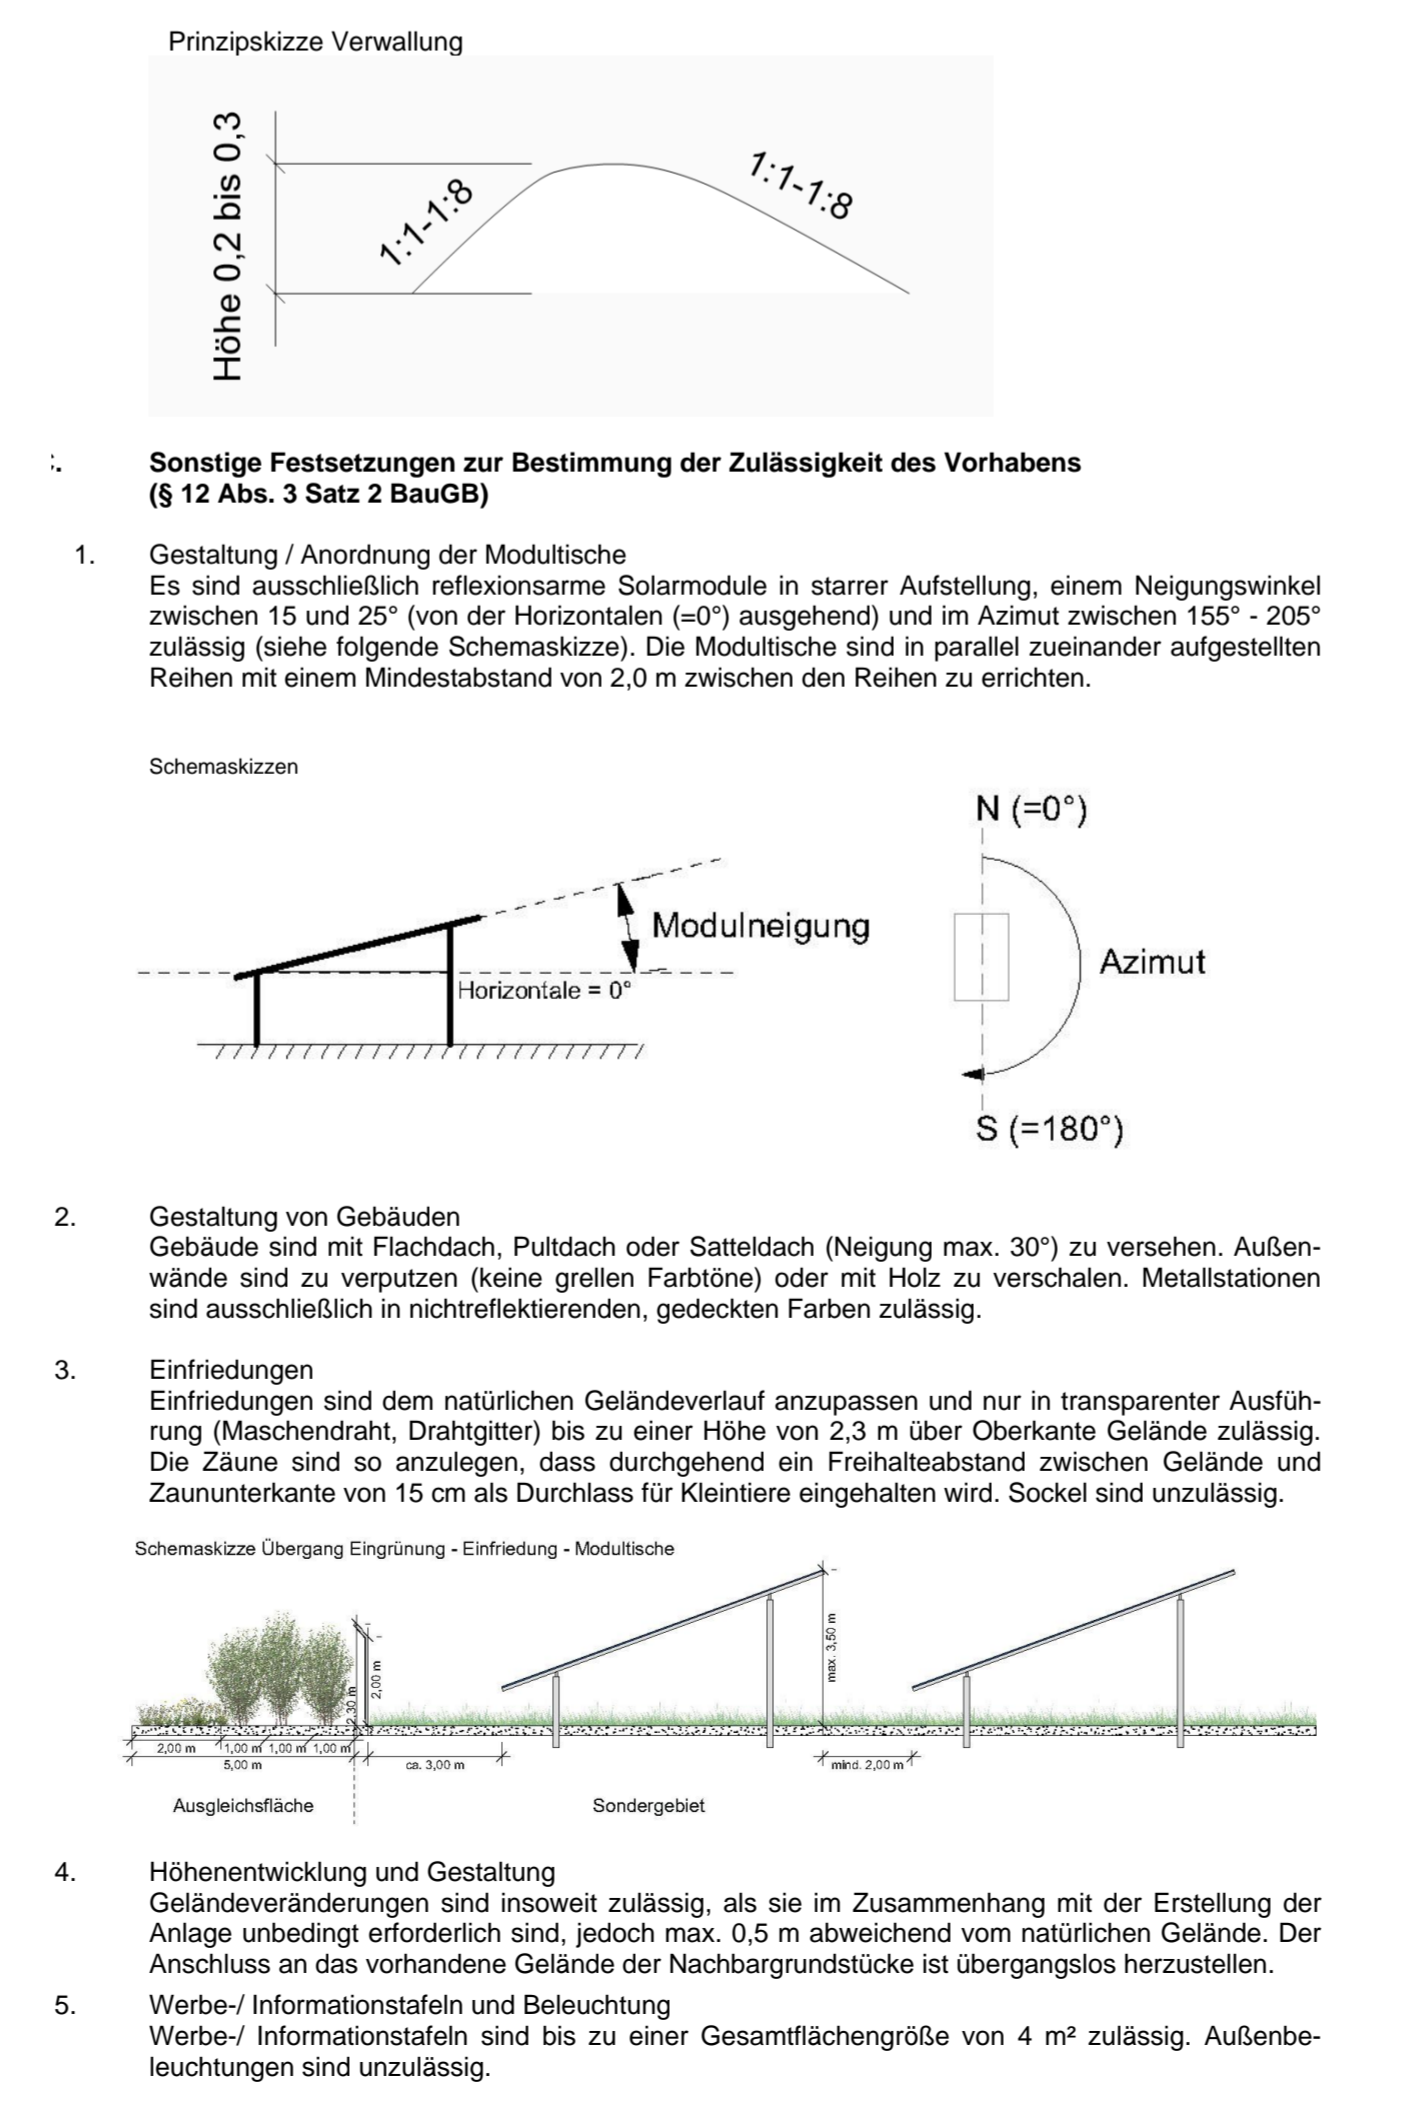 Prinzipskizze Verwallung
Höhe 0,2 bis 0,3
1:1-1:8
1:1-1:8
Sonstige Festsetzungen zur Bestimmung der Zulässigkeit des Vorhabens
(§ 12 Abs. 3 Satz 2 BauGB)
1. Gestaltung / Anordnung der Modultische
Es sind ausschließlich reflexionsarme Solarmodule in starrer Aufstellung, einem Neigungswinkel
zwischen 15 und 25° (von der Horizontalen (=0°) ausgehend) und im Azimut zwischen 155° - 205°
zulässig (siehe folgende Schemaskizze). Die Modultische sind in parallel zueinander aufgestellten
Reihen mit einem Mindestabstand von 2,0 m zwischen den Reihen zu errichten.
Schemaskizzen
N (=0°)
Modulneigung
Horizontale = 0°
Azimut
S (=180°)
2. Gestaltung von Gebäuden
Gebäude sind mit Flachdach, Pultdach oder Satteldach (Neigung max. 30°) zu versehen. Außen-
wände sind zu verputzen (keine grellen Farbtöne) oder mit Holz zu verschalen. Metallstationen
sind ausschließlich in nichtreflektierenden, gedeckten Farben zulässig.
3. Einfriedungen
Einfriedungen sind dem natürlichen Geländeverlauf anzupassen und nur in transparenter Ausfüh-
rung (Maschendraht, Drahtgitter) bis zu einer Höhe von 2,3 m über Oberkante Gelände zulässig.
Die Zäune sind so anzulegen, dass durchgehend ein Freihalteabstand zwischen Gelände und
Zaununterkante von 15 cm als Durchlass für Kleintiere eingehalten wird. Sockel sind unzulässig.
Schemaskizze Übergang Eingrünung - Einfriedung - Modultische
2,30 m
2,00 m
max. 3,50 m
2,00 m 1,00 m 1,00 m 1,00 m
5,00 m
ca. 3,00 m
mind. 2,00 m
Ausgleichsfläche
Sondergebiet
4. Höhenentwicklung und Gestaltung
Geländeveränderungen sind insoweit zulässig, als sie im Zusammenhang mit der Erstellung der
Anlage unbedingt erforderlich sind, jedoch max. 0,5 m abweichend vom natürlichen Gelände. Der
Anschluss an das vorhandene Gelände der Nachbargrundstücke ist übergangslos herzustellen.
5. Werbe-/ Informationstafeln und Beleuchtung
Werbe-/ Informationstafeln sind bis zu einer Gesamtflächengröße von 4 m² zulässig. Außenbe-
leuchtungen sind unzulässig.